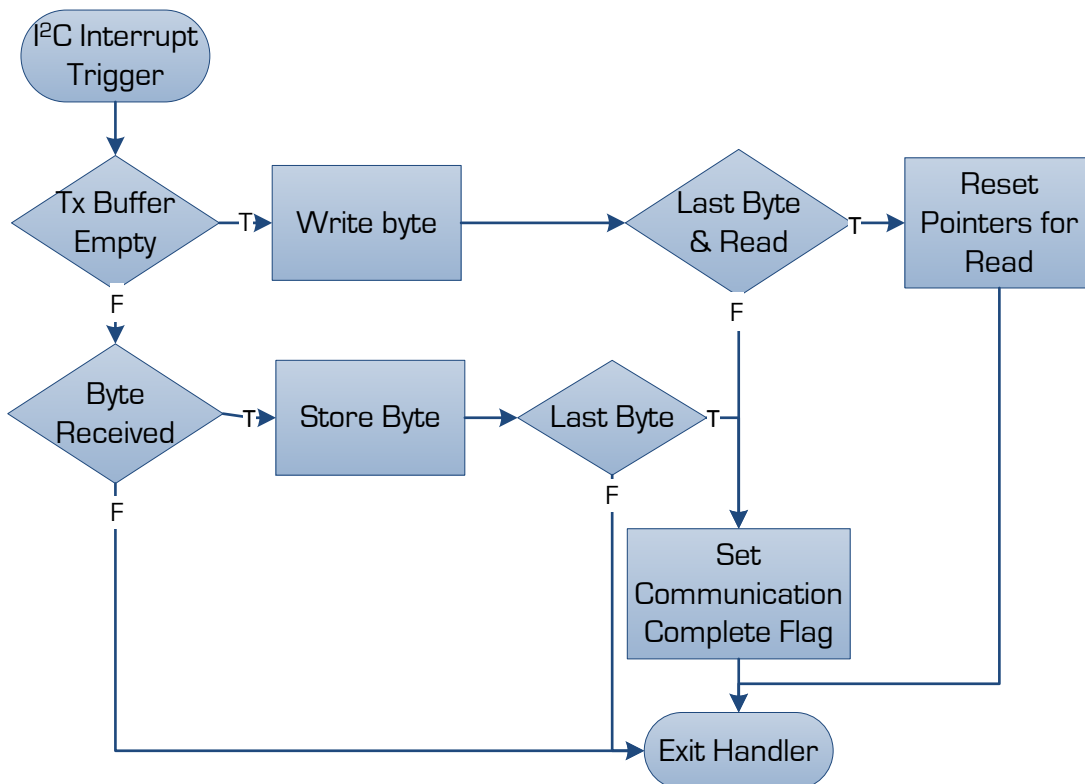 I²C Interrupt
Trigger
Tx Buffer
Empty
T
Write byte
Last Byte
& Read
T
Reset
Pointers for
Read
F
F
Byte
Received
T
Store Byte
Last Byte
T
F
F
Set
Communication
Complete Flag
Exit Handler